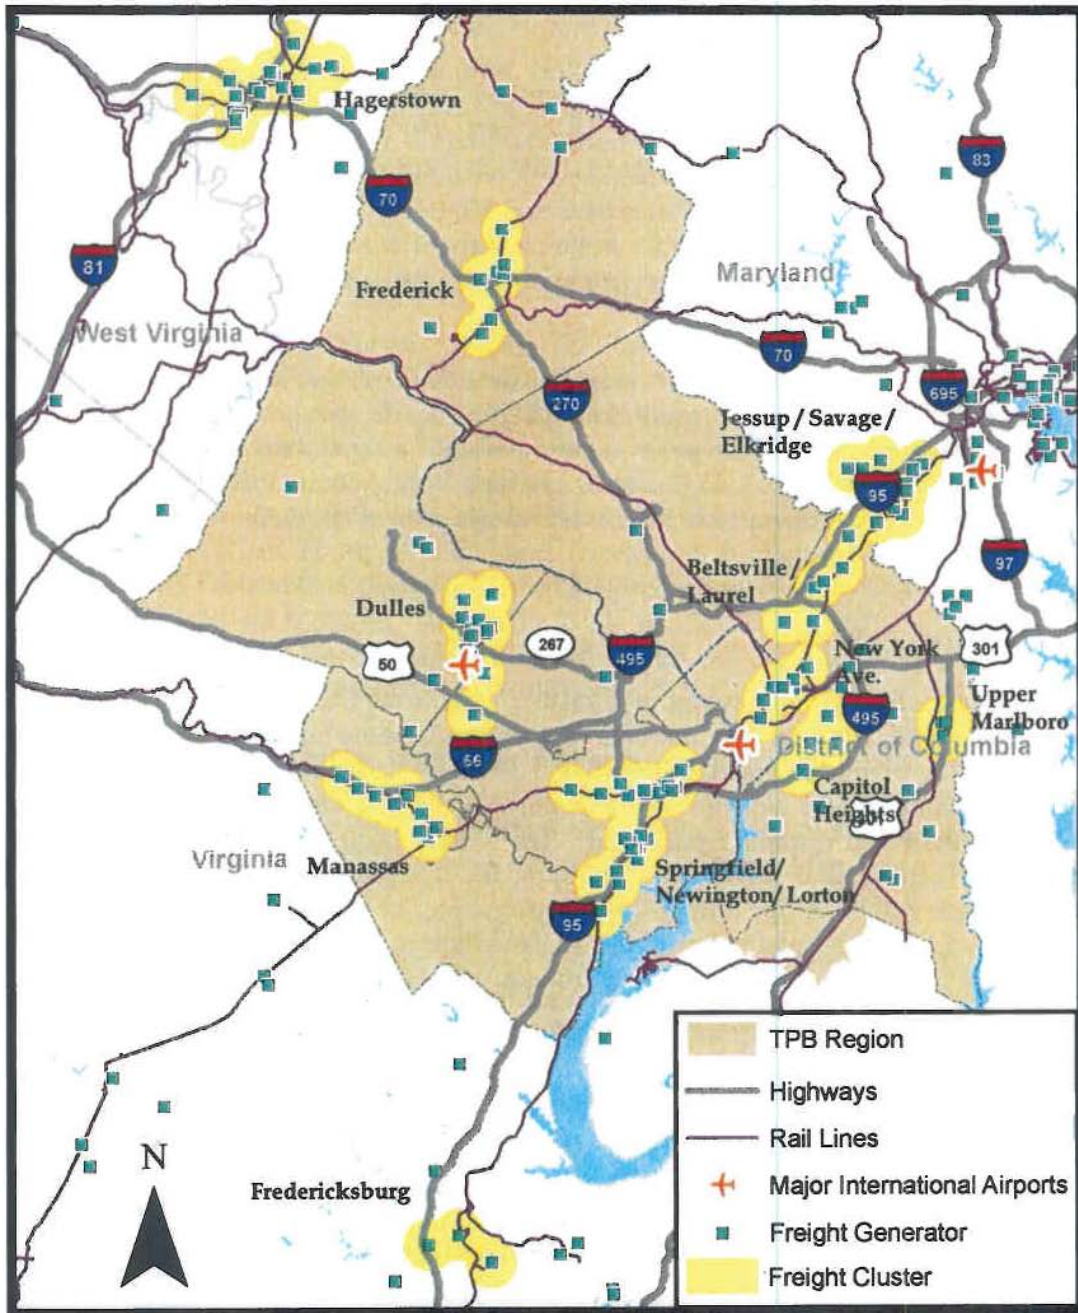 Hagerstown
83
70
81
Maryland
Frederick
West Virginia
70
695
270
Jessup / Savage /
Elkridge
95
97
Beltsville /
Laurel
Dulles
267
301
495
50
New York
Ave.
Upper
Marlboro
495
District of Columbia
66
Capitol
Heights
Virginia
Manassas
Springfield/
Newington/Lorton
95
TPB Region
Highways
Rail Lines
N
Major International Airports
Fredericksburg
Freight Generator
Freight Cluster